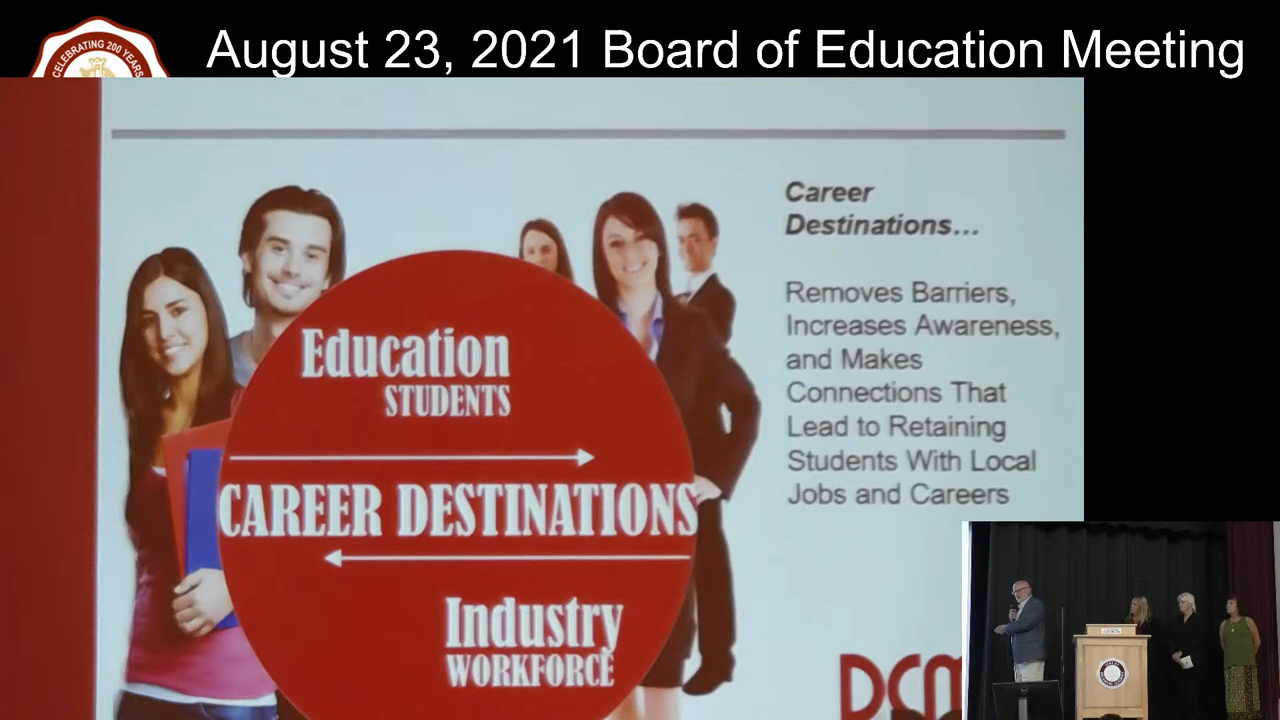 CELEBRATING 200 YEARS
August 23, 2021 Board of Education Meeting
Career
Destinations...
Removes Barriers,
Increases Awareness,
and Makes
Connections That
Lead to Retaining
Students With Local
Jobs and Careers
Education
STUDENTS
CAREER DESTINATIONS
Industry
WORKFORCE
DCM